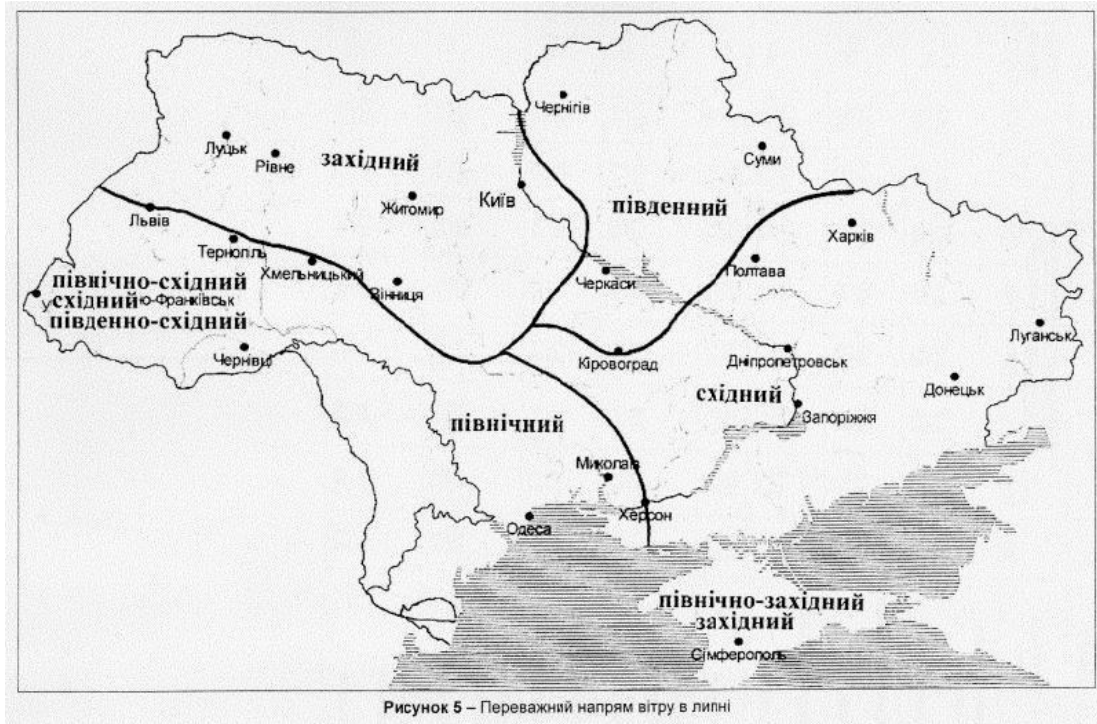 Чернігів
Луцьк
Рівне
західний
Суми
Житомир
Київ
південний
Львів
Харків
Тернопіль
Хмельницький
Полтава
Черкаси
північно-східний
Вінниця
східний
о-Франківськ
південно-східний
Луганськ
Чернівці
Кіровоград
Дніпропетровськ
Донецьк
східний
Запоріжжя
північний
Миколаїв
Херсон
Одеса
північно-західний
західний
Сімферополь
Рисунок 5 – Переважний напрям вітру в липні